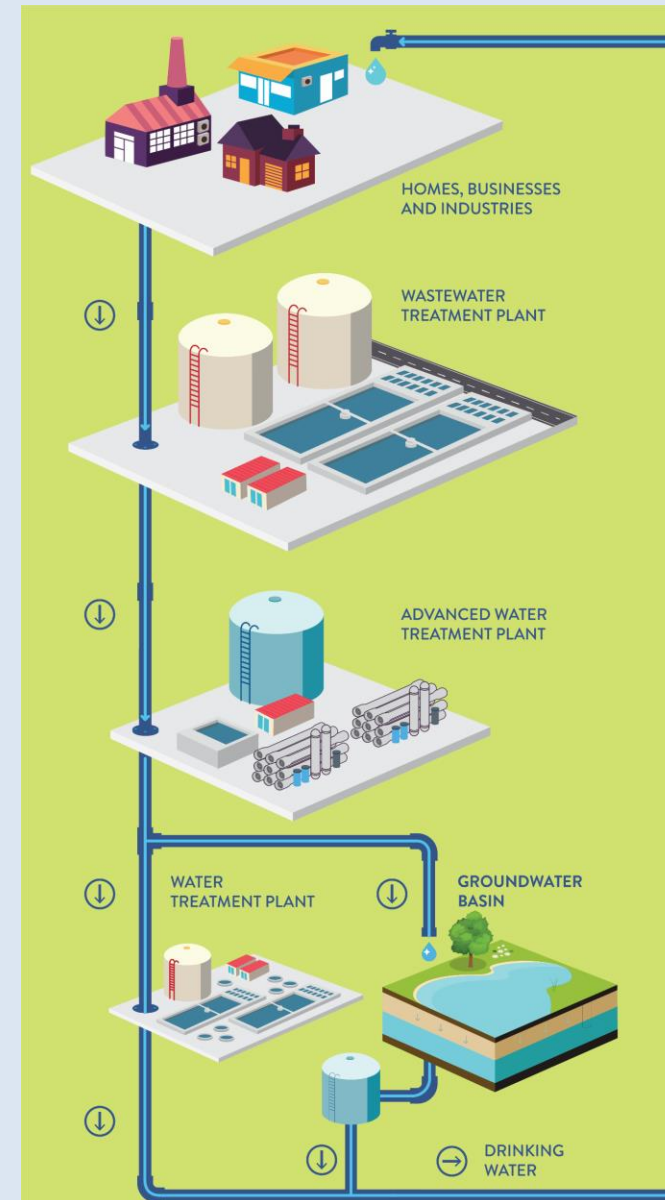 HOMES, BUSINESSES
AND INDUSTRIES
WASTEWATER
TREATMENT PLANT
ADVANCED WATER
TREATMENT PLANT
WATER
TREATMENT PLANT
GROUNDWATER
BASIN
DRINKING
WATER